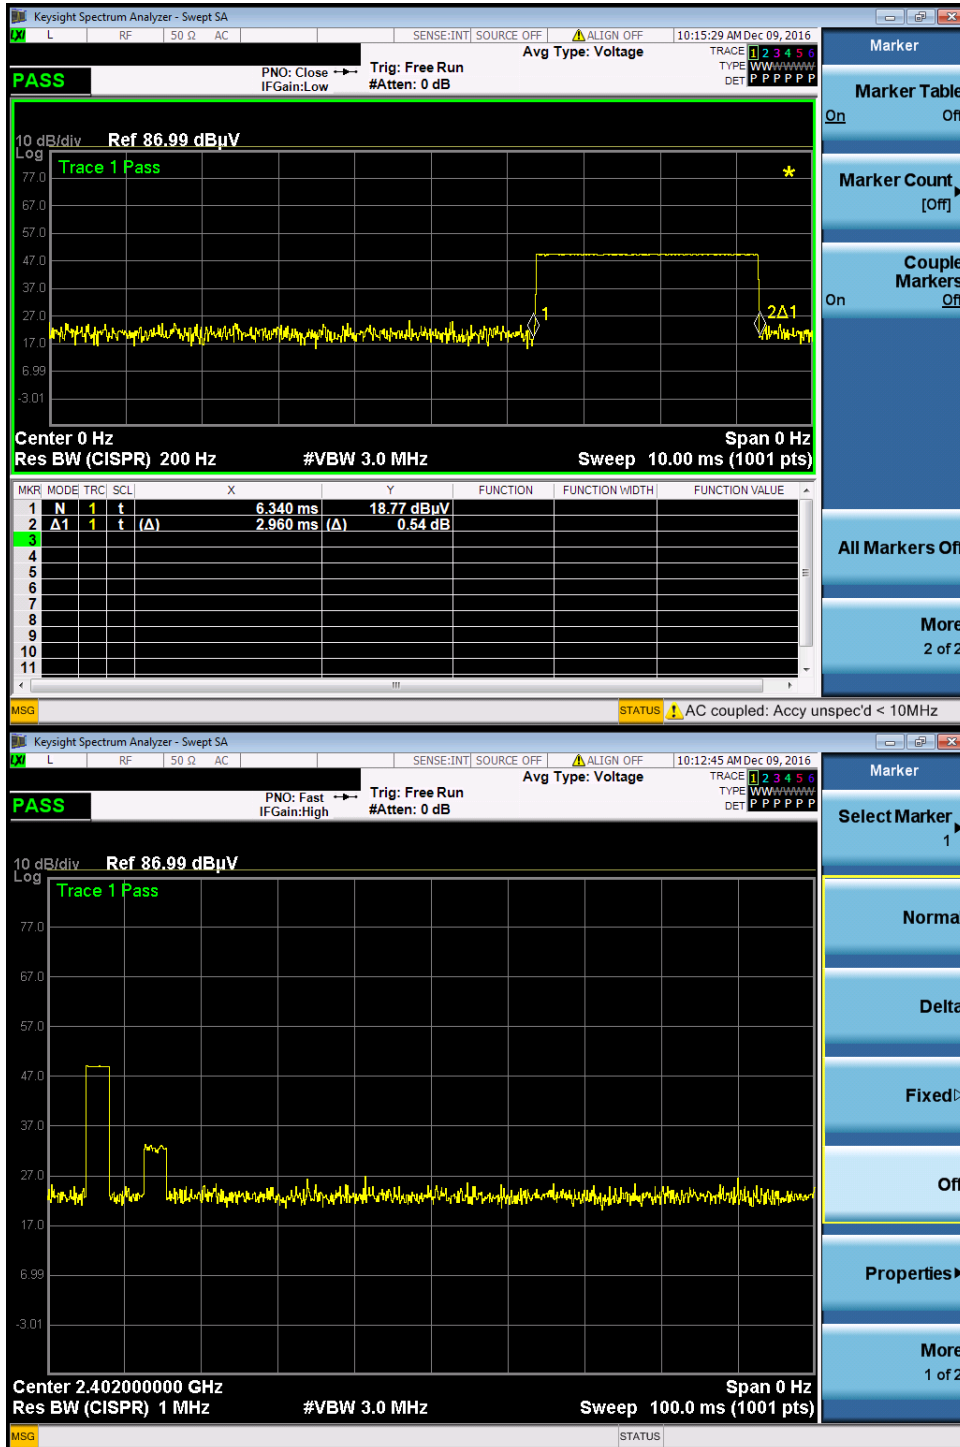 Keysight Spectrum Analyzer - Swept SA
LXI L RF 50 Ω AC SENSE:INT SOURCE OFF ALIGN OFF 10:15:29 AM Dec 09, 2016
Avg Type: Voltage
TRACE 1 2 3 4 5 6
TYPE WWWWWW
DET P P P P P P
PASS
PNO: Close
IFGain:Low
Trig: Free Run
#Atten: 0 dB
10 dB/div Ref 86.99 dBµV
Log
Trace 1 Pass
*
77.0
67.0
57.0
47.0
37.0
27.0
17.0
6.99
-3.01
1
2Δ1
Center 0 Hz Span 0 Hz
Res BW (CISPR) 200 Hz #VBW 3.0 MHz Sweep 10.00 ms (1001 pts)
MKR MODE TRC SCL X Y FUNCTION FUNCTION WIDTH FUNCTION VALUE
1 N 1 t 6.340 ms 18.77 dBµV
2 Δ1 1 t (Δ) 2.960 ms (Δ) 0.54 dB
3
4
5
6
7
8
9
10
11
MSG STATUS AC coupled: Accy unspec'd < 10MHz
Marker
Marker Table
On Off
Marker Count
[Off]
Couple
Markers
On Off
All Markers Off
More
2 of 2
Keysight Spectrum Analyzer - Swept SA
LXI L RF 50 Ω AC SENSE:INT SOURCE OFF ALIGN OFF 10:12:45 AM Dec 09, 2016
Avg Type: Voltage
TRACE 1 2 3 4 5 6
TYPE WWWWWW
DET P P P P P P
PASS
PNO: Fast
IFGain:High
Trig: Free Run
#Atten: 0 dB
10 dB/div Ref 86.99 dBµV
Log
Trace 1 Pass
77.0
67.0
57.0
47.0
37.0
27.0
17.0
6.99
-3.01
Center 2.402000000 GHz Span 0 Hz
Res BW (CISPR) 1 MHz #VBW 3.0 MHz Sweep 100.0 ms (1001 pts)
MSG STATUS
Marker
Select Marker
1
Normal
Delta
Fixed
Off
Properties
More
1 of 2